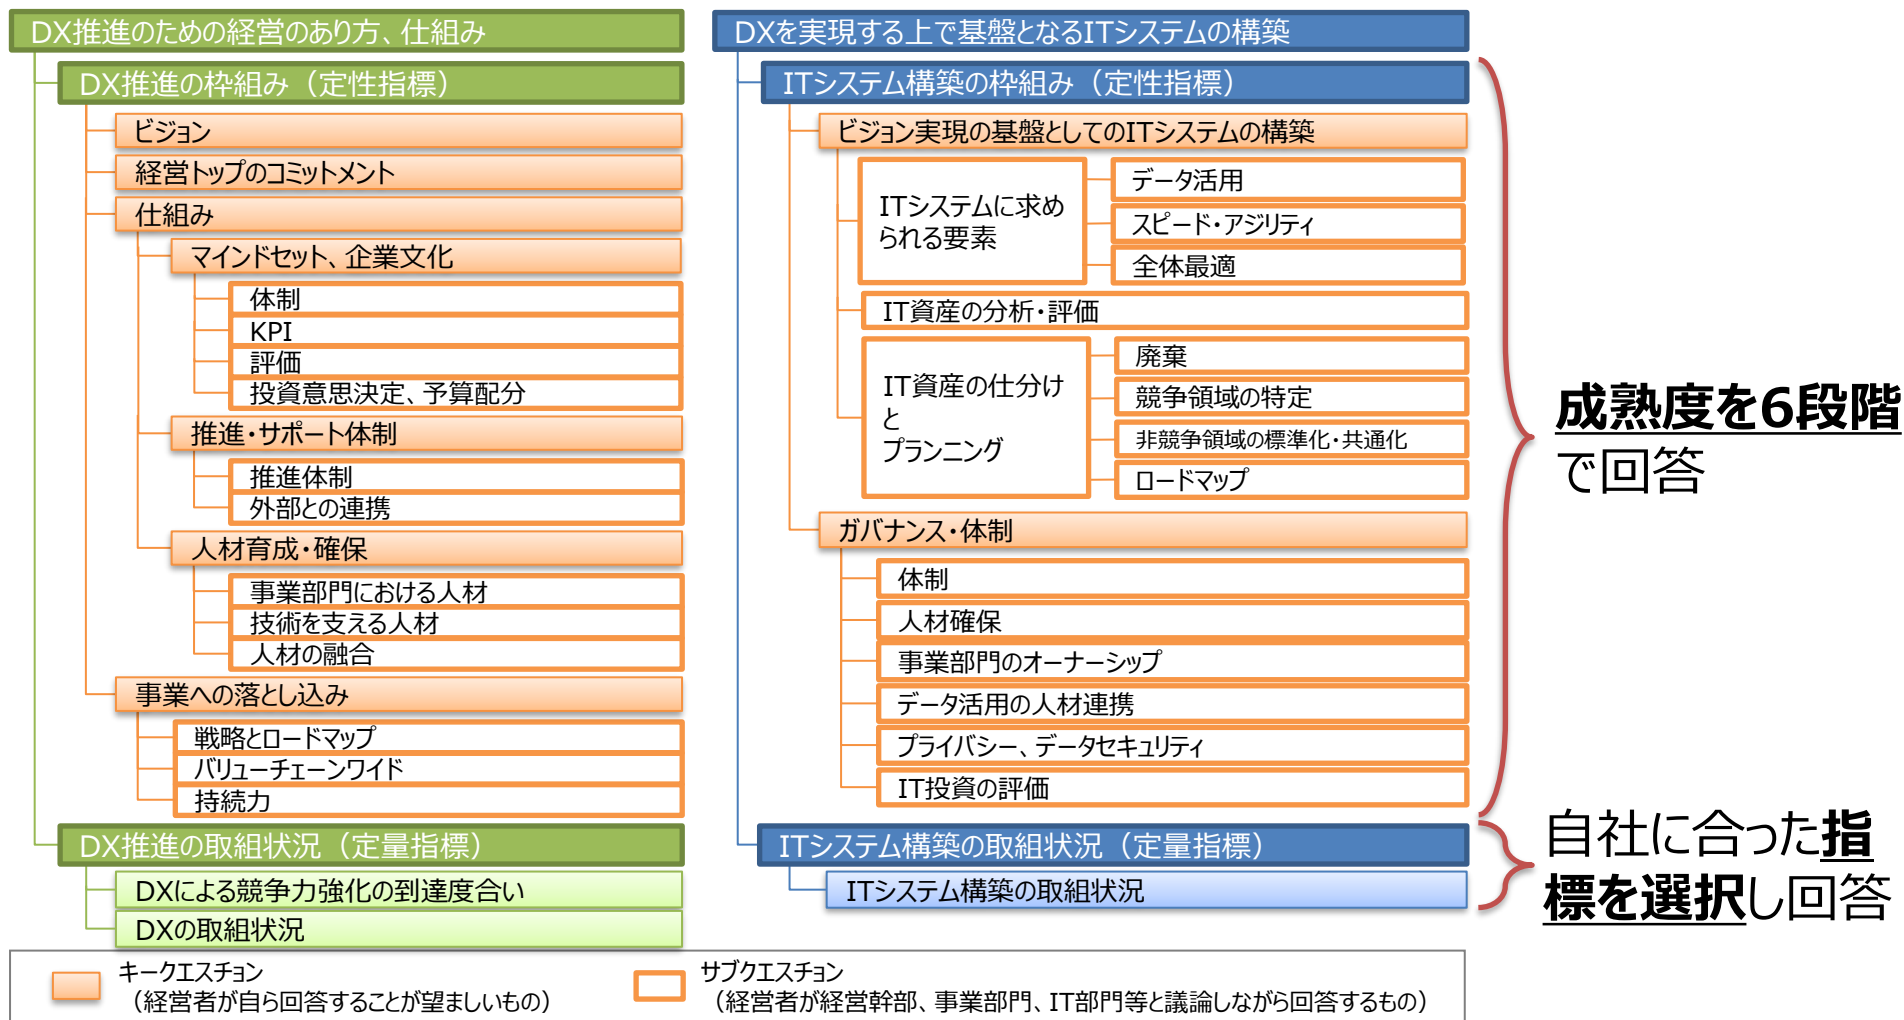 DX推進のための経営のあり方、仕組み
DX推進の枠組み（定性指標）
ビジョン
経営トップのコミットメント
仕組み
マインドセット、企業文化
体制
KPI
評価
投資意思決定、予算配分
推進・サポート体制
推進体制
外部との連携
人材育成・確保
事業部門における人材
技術を支える人材
人材の融合
事業への落とし込み
戦略とロードマップ
バリューチェーンワイド
持続力
DX推進の取組状況（定量指標）
DXによる競争力強化の到達度合い
DXの取組状況
DXを実現する上で基盤となるITシステムの構築
ITシステム構築の枠組み（定性指標）
ビジョン実現の基盤としてのITシステムの構築
ITシステムに求め
られる要素
データ活用
スピード・アジリティ
全体最適
IT資産の分析・評価
IT資産の仕分け
と
プランニング
廃棄
競争領域の特定
非競争領域の標準化・共通化
ロードマップ
ガバナンス・体制
体制
人材確保
事業部門のオーナーシップ
データ活用の人材連携
プライバシー、データセキュリティ
IT投資の評価
ITシステム構築の取組状況（定量指標）
ITシステム構築の取組状況
成熟度を6段階
で回答
自社に合った指
標を選択し回答
キークエスチョン
（経営者が自ら回答することが望ましいもの）
サブクエスチョン
（経営者が経営幹部、事業部門、IT部門等と議論しながら回答するもの）